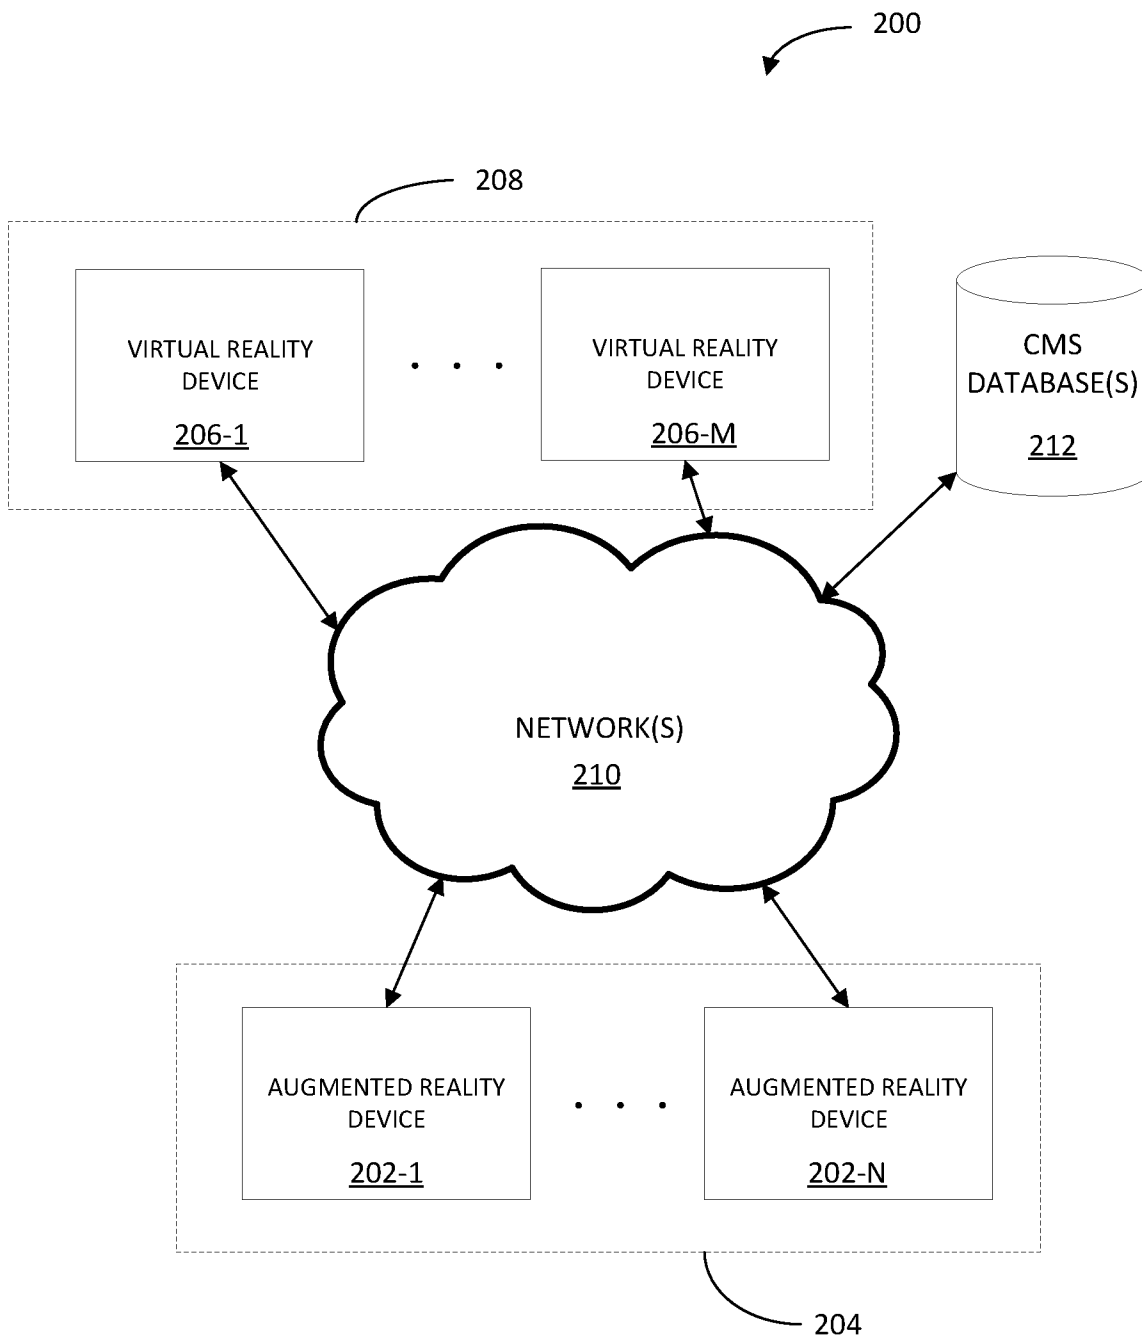 200
208
VIRTUAL REALITY
DEVICE
206-1
. . .
VIRTUAL REALITY
DEVICE
206-M
CMS
DATABASE(S)
212
NETWORK(S)
210
AUGMENTED REALITY
DEVICE
202-1
. . .
AUGMENTED REALITY
DEVICE
202-N
204